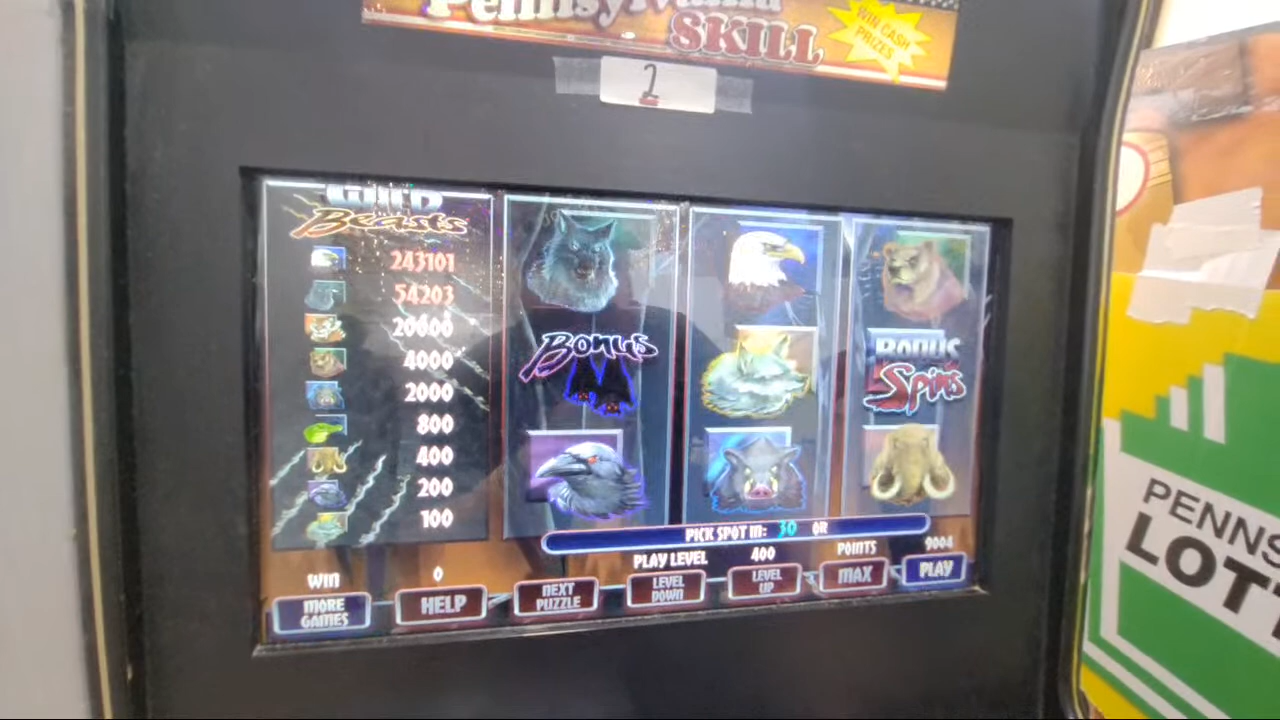 Pennsylvania
SKILL
WIN CASH
PRIZES
2
WILD
Beasts
243101
54203
20600
4000
2000
800
400
200
100
Bonus
BONUS
Spins
PICK SPOT IN: 30 OR
WIN 0
PLAY LEVEL 400
POINTS 9004
MORE
GAMES
HELP
NEXT
PUZZLE
LEVEL
DOWN
LEVEL
UP
MAX
PLAY
PENNS
LOTT